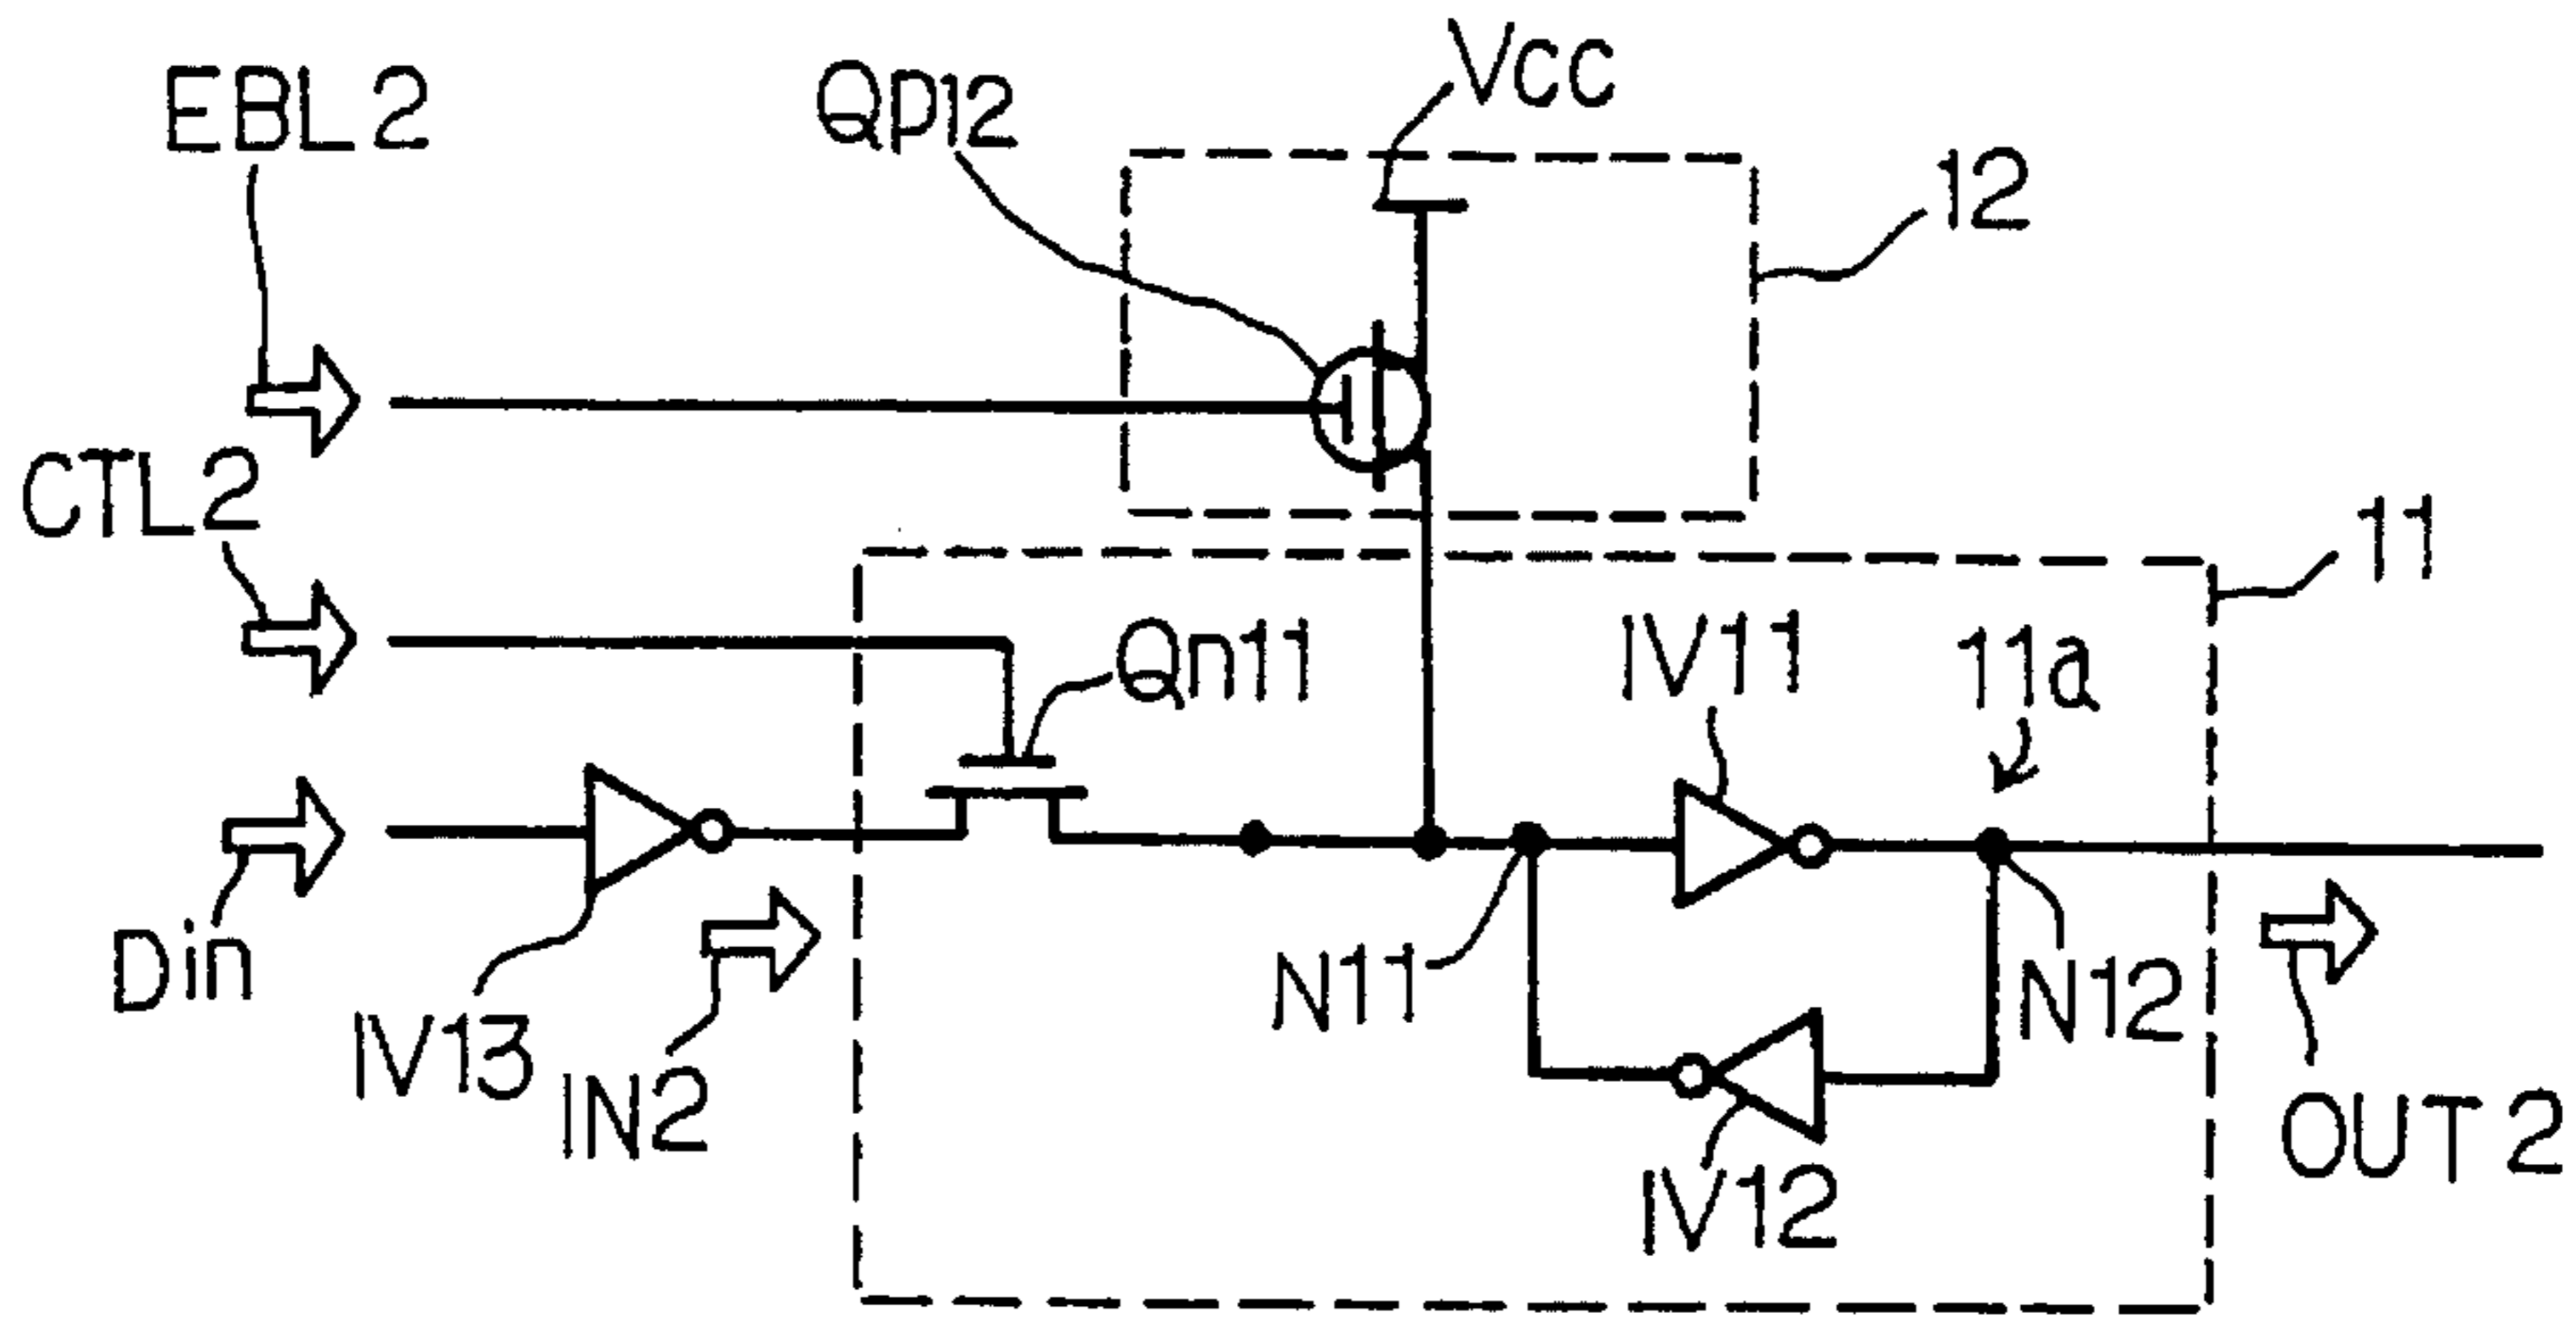 Vcc
EBL2
Qp12
12
CTL2
11
Qn11
IV11
11a
Din
N11
N12
IV13
IN2
OUT2
IV12